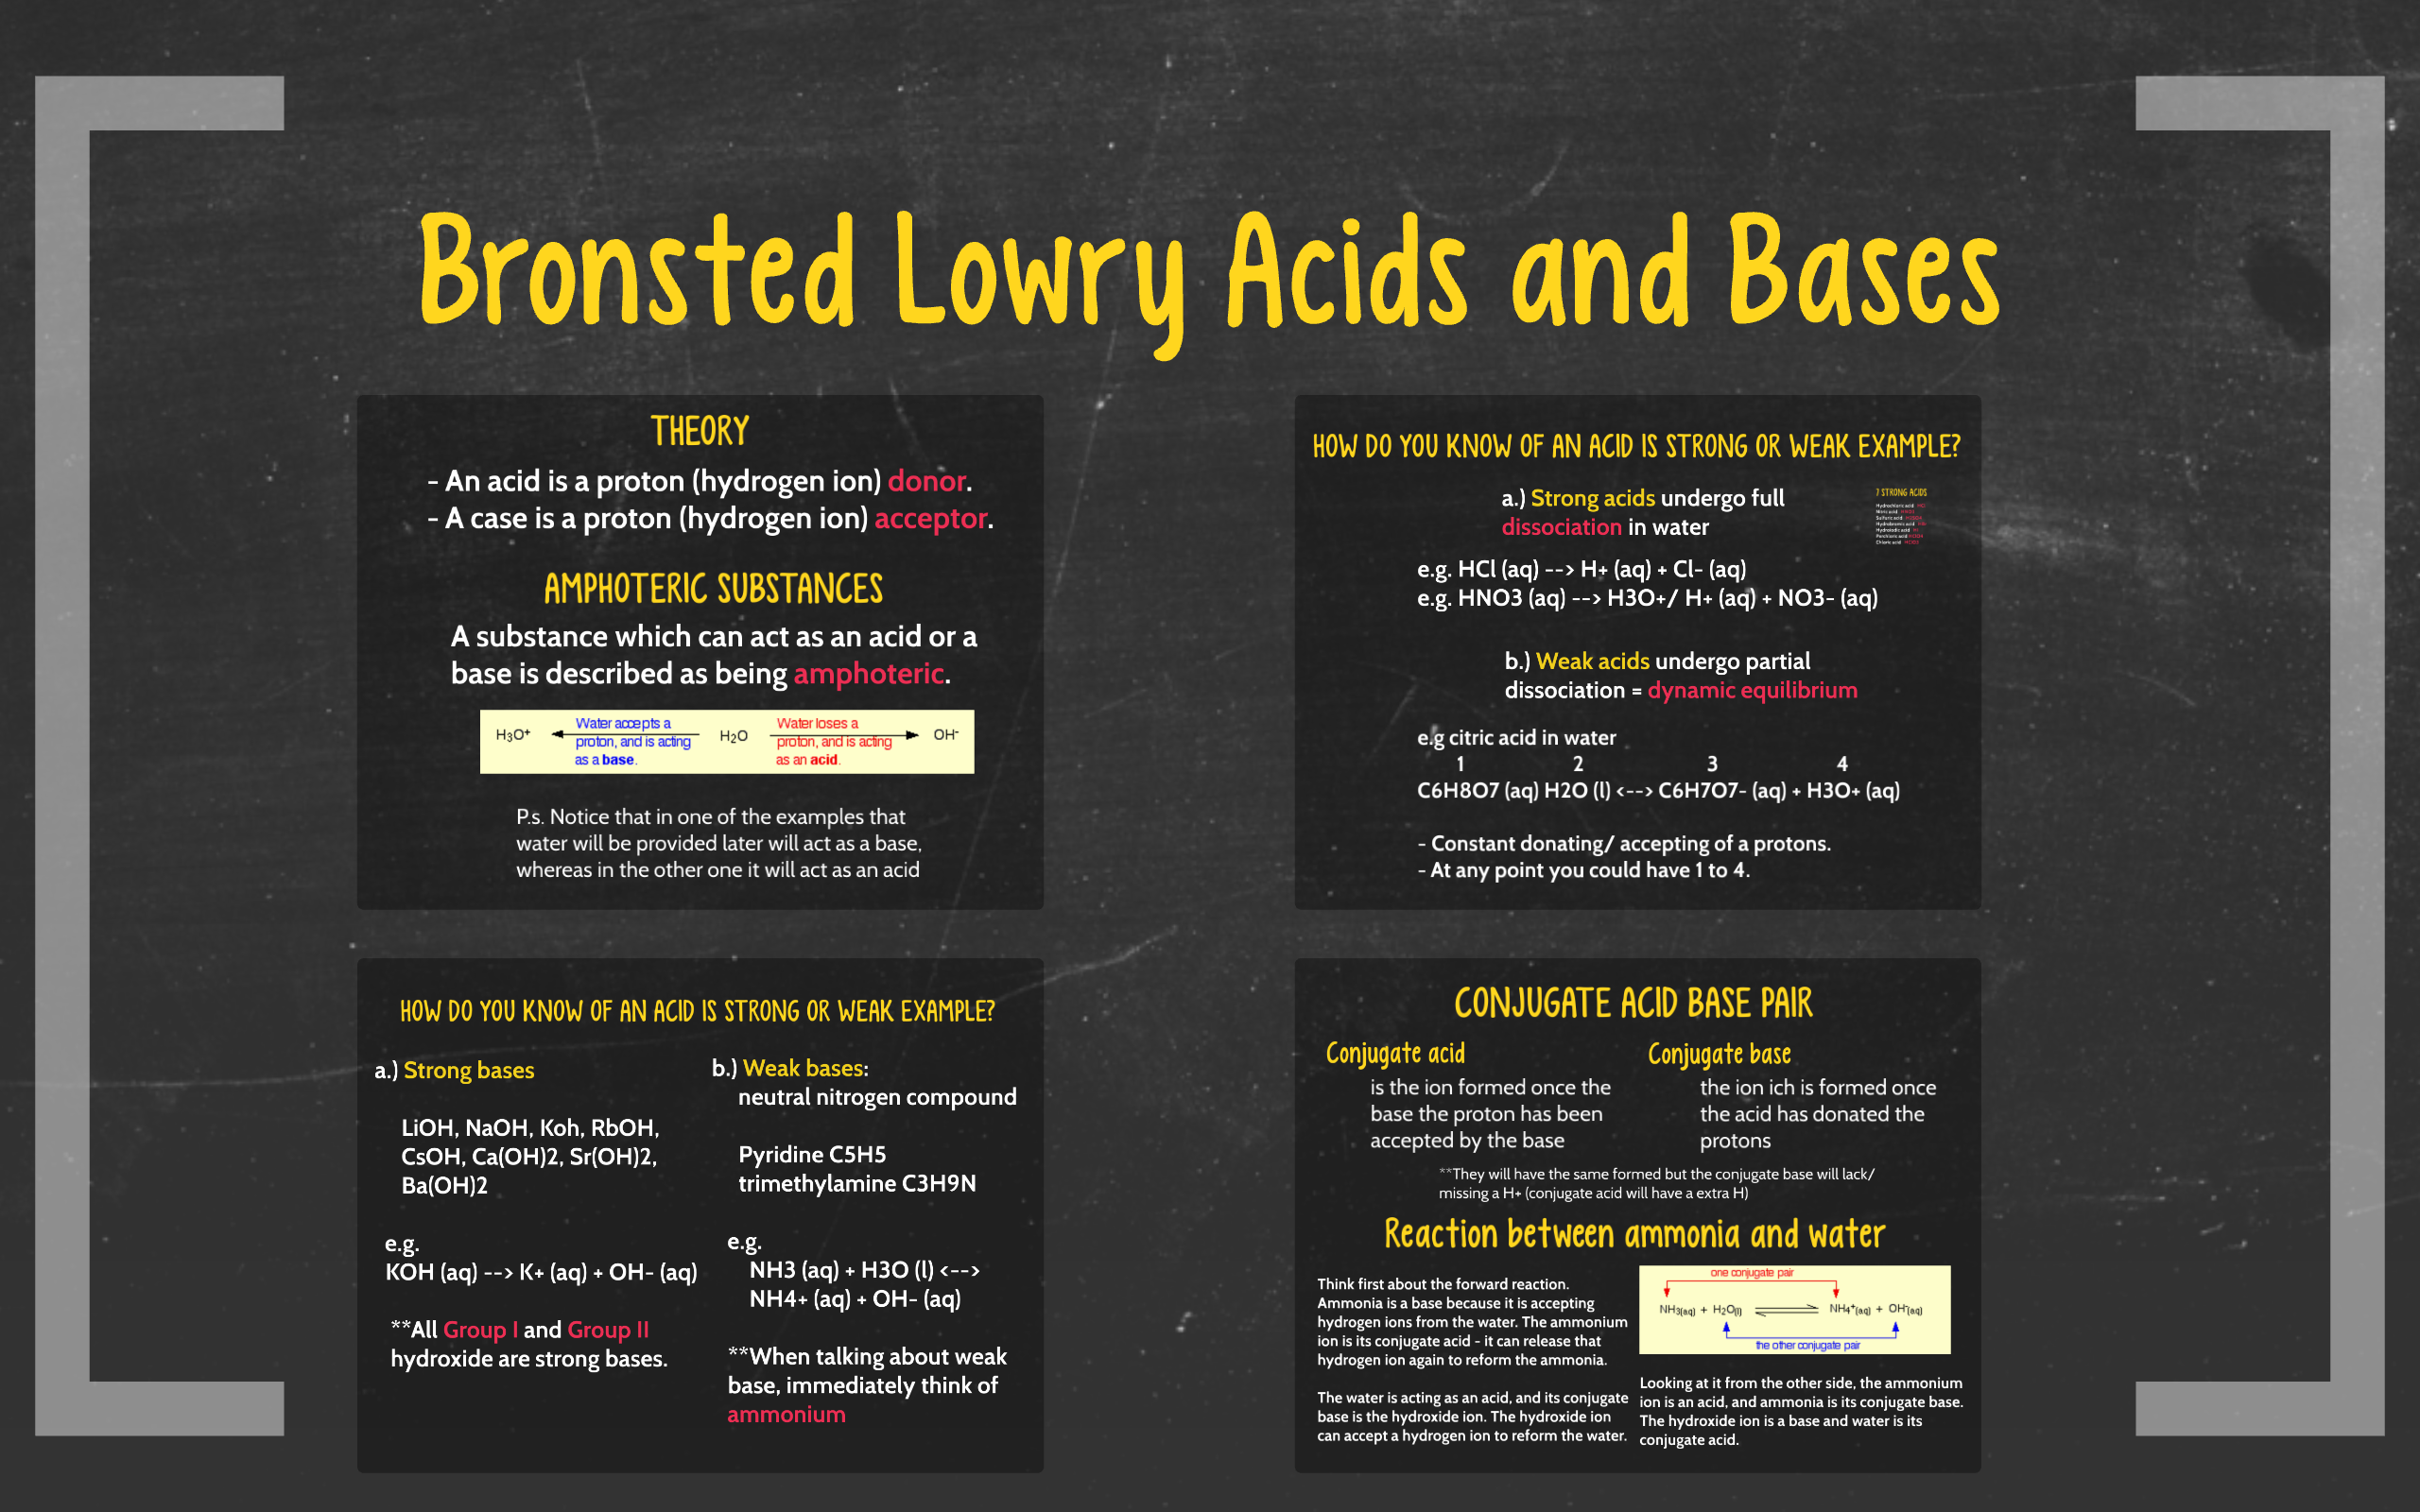 Bronsted Lowry Acids and Bases
THEORY
- An acid is a proton (hydrogen ion) donor.
- A case is a proton (hydrogen ion) acceptor.
AMPHOTERIC SUBSTANCES
A substance which can act as an acid or a
base is described as being amphoteric.
H3O+ Water accepts a H2O Water loses a OH-
proton, and is acting proton, and is acting
as a base. as an acid.
P.s. Notice that in one of the examples that
water will be provided later will act as a base,
whereas in the other one it will act as an acid
HOW DO YOU KNOW OF AN ACID IS STRONG OR WEAK EXAMPLE?
a.) Strong acids undergo full
dissociation in water
7 STRONG ACIDS
Hydrochloric acid
Nitric acid
Sulfuric acid
Hydrobromic acid
Hydroiodic acid
Perchloric acid
Chloric acid
e.g. HCl (aq) --> H+ (aq) + Cl- (aq)
e.g. HNO3 (aq) --> H3O+/ H+ (aq) + NO3- (aq)
b.) Weak acids undergo partial
dissociation = dynamic equilibrium
e.g citric acid in water
1 2 3 4
C6H8O7 (aq) H2O (l) <--> C6H7O7- (aq) + H3O+ (aq)
- Constant donating/ accepting of a protons.
- At any point you could have 1 to 4.
HOW DO YOU KNOW OF AN ACID IS STRONG OR WEAK EXAMPLE?
a.) Strong bases
LiOH, NaOH, Koh, RbOH,
CsOH, Ca(OH)2, Sr(OH)2,
Ba(OH)2
e.g.
KOH (aq) --> K+ (aq) + OH- (aq)
**All Group I and Group II
hydroxide are strong bases.
b.) Weak bases:
neutral nitrogen compound
Pyridine C5H5
trimethylamine C3H9N
e.g.
NH3 (aq) + H3O (l) <-->
NH4+ (aq) + OH- (aq)
**When talking about weak
base, immediately think of
ammonium
CONJUGATE ACID BASE PAIR
Conjugate acid
is the ion formed once the
base the proton has been
accepted by the base
Conjugate base
the ion ich is formed once
the acid has donated the
protons
**They will have the same formed but the conjugate base will lack/
missing a H+ (conjugate acid will have a extra H)
Reaction between ammonia and water
Think first about the forward reaction.
Ammonia is a base because it is accepting
hydrogen ions from the water. The ammonium
ion is its conjugate acid - it can release that
hydrogen ion again to reform the ammonia.
The water is acting as an acid, and its conjugate
base is the hydroxide ion. The hydroxide ion
can accept a hydrogen ion to reform the water.
one conjugate pair
NH3(aq) + H2O(l) ⇌ NH4+(aq) + OH-(aq)
the other conjugate pair
Looking at it from the other side, the ammonium
ion is an acid, and ammonia is its conjugate base.
The hydroxide ion is a base and water is its
conjugate acid.